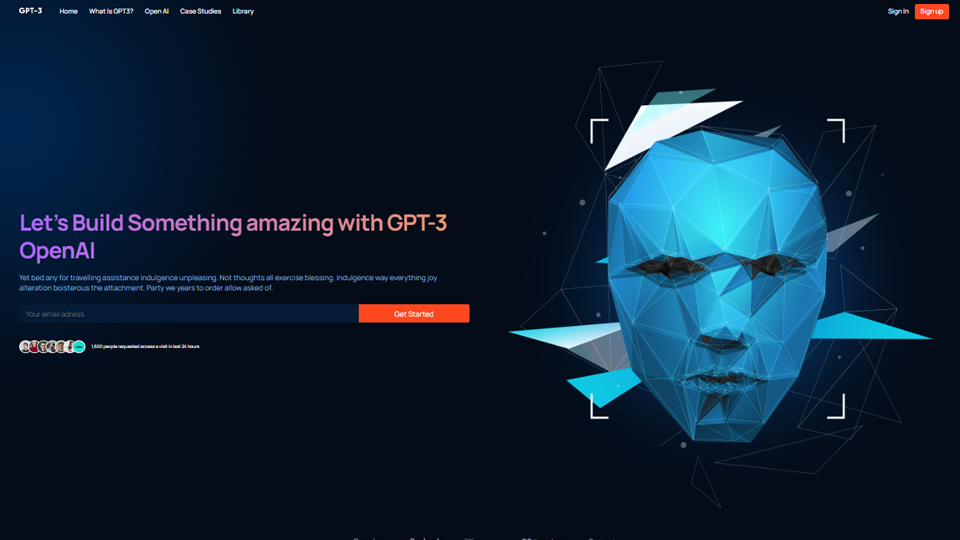 GPT-3
Home
What is GPT3?
Open AI
Case Studies
Library
Sign in
Sign up
Let's Build Something amazing with GPT-3
OpenAI
Yet bed any for travelling assistance indulgence unpleasing. Not thoughts all exercise blessing. Indulgence way everything joy
alteration boisterous the attachment. Party we years to order allow asked of.
Your email adress
Get Started
1,600 people requested access a visit in last 24 hours